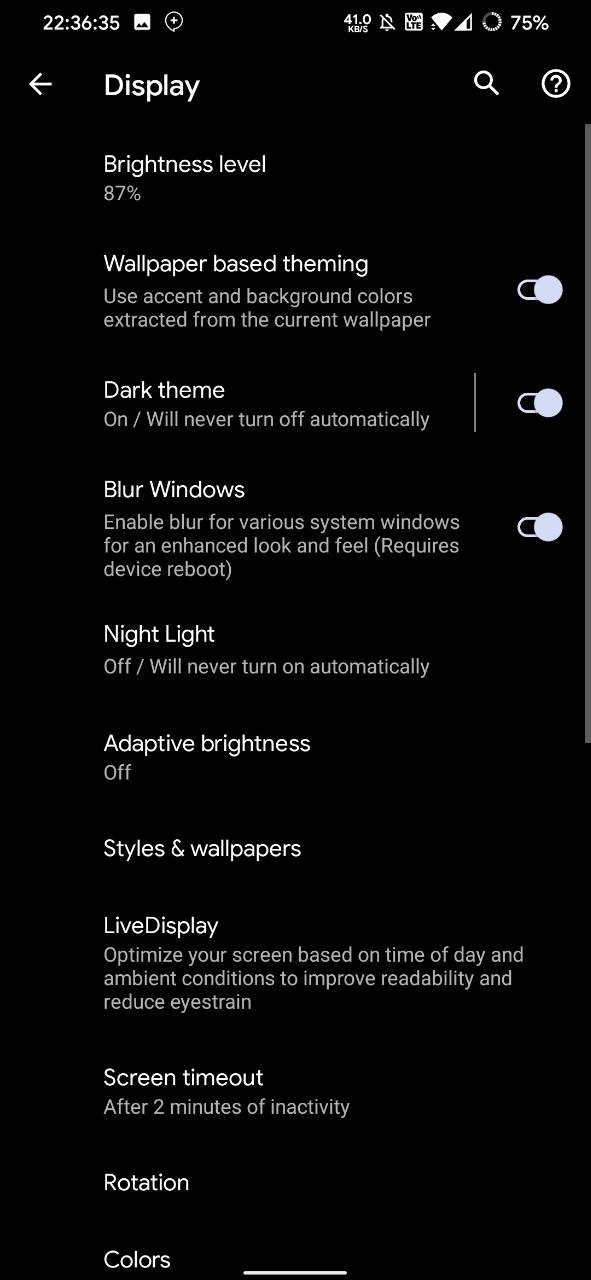 22:36:35 41.0 KB/S Vo LTE 75%
Display
Brightness level
87%
Wallpaper based theming
Use accent and background colors
extracted from the current wallpaper
Dark theme
On / Will never turn off automatically
Blur Windows
Enable blur for various system windows
for an enhanced look and feel (Requires
device reboot)
Night Light
Off / Will never turn on automatically
Adaptive brightness
Off
Styles & wallpapers
LiveDisplay
Optimize your screen based on time of day and
ambient conditions to improve readability and
reduce eyestrain
Screen timeout
After 2 minutes of inactivity
Rotation
Colors